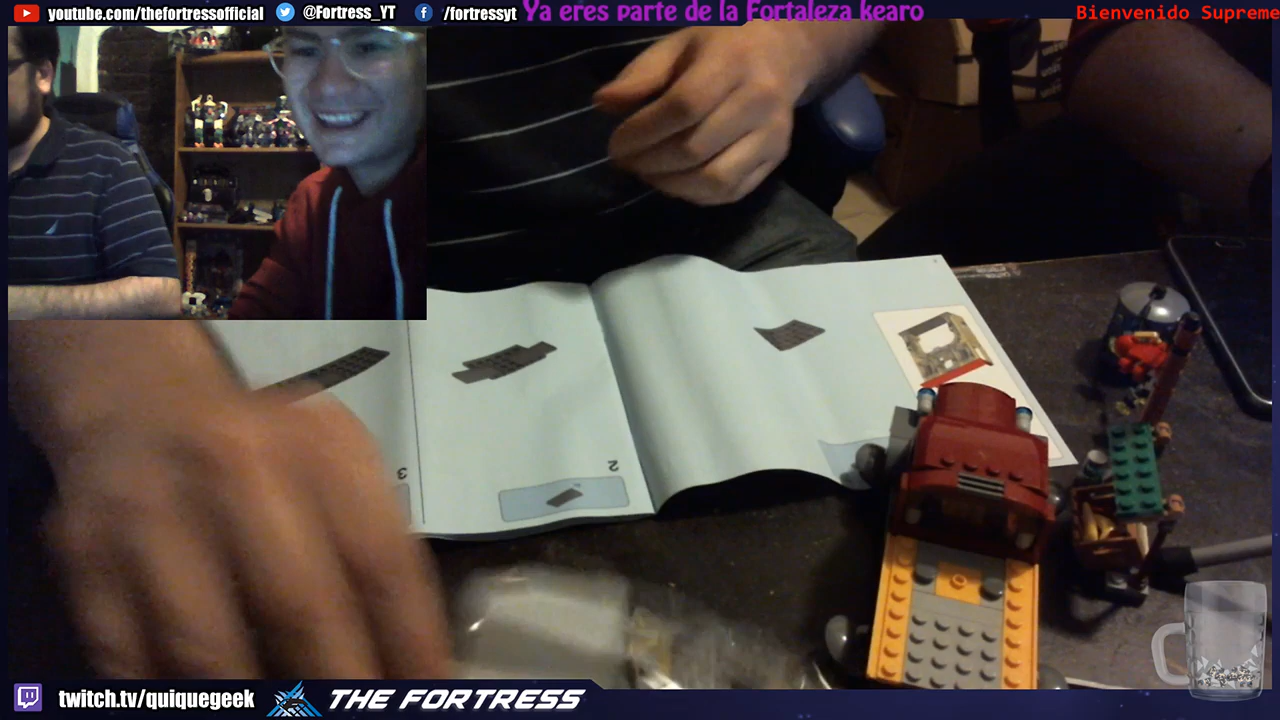 youtube.com/thefortressofficial
@Fortress_YT
/fortressyt
Ya eres parte de la Fortaleza kearo
Bienvenido Supreme
3
2
twitch.tv/quiquegeek
THE FORTRESS